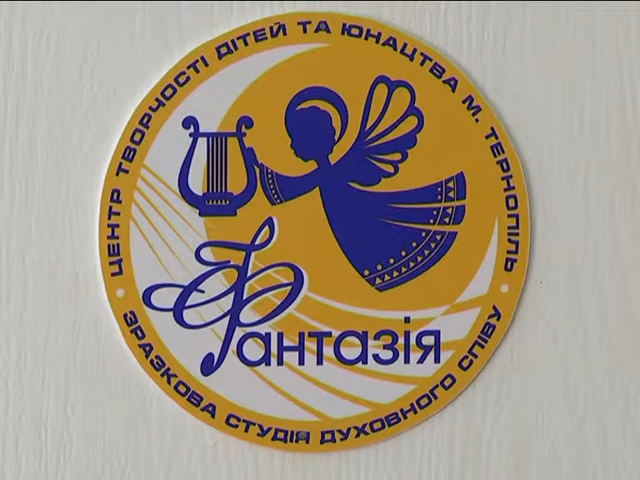 ЦЕНТР ТВОРЧОСТІ ДІТЕЙ ТА ЮНАЦТВА М. ТЕРНОПІЛЬ
Фантазія
ЗРАЗКОВА СТУДІЯ ДУХОВНОГО СПІВУ